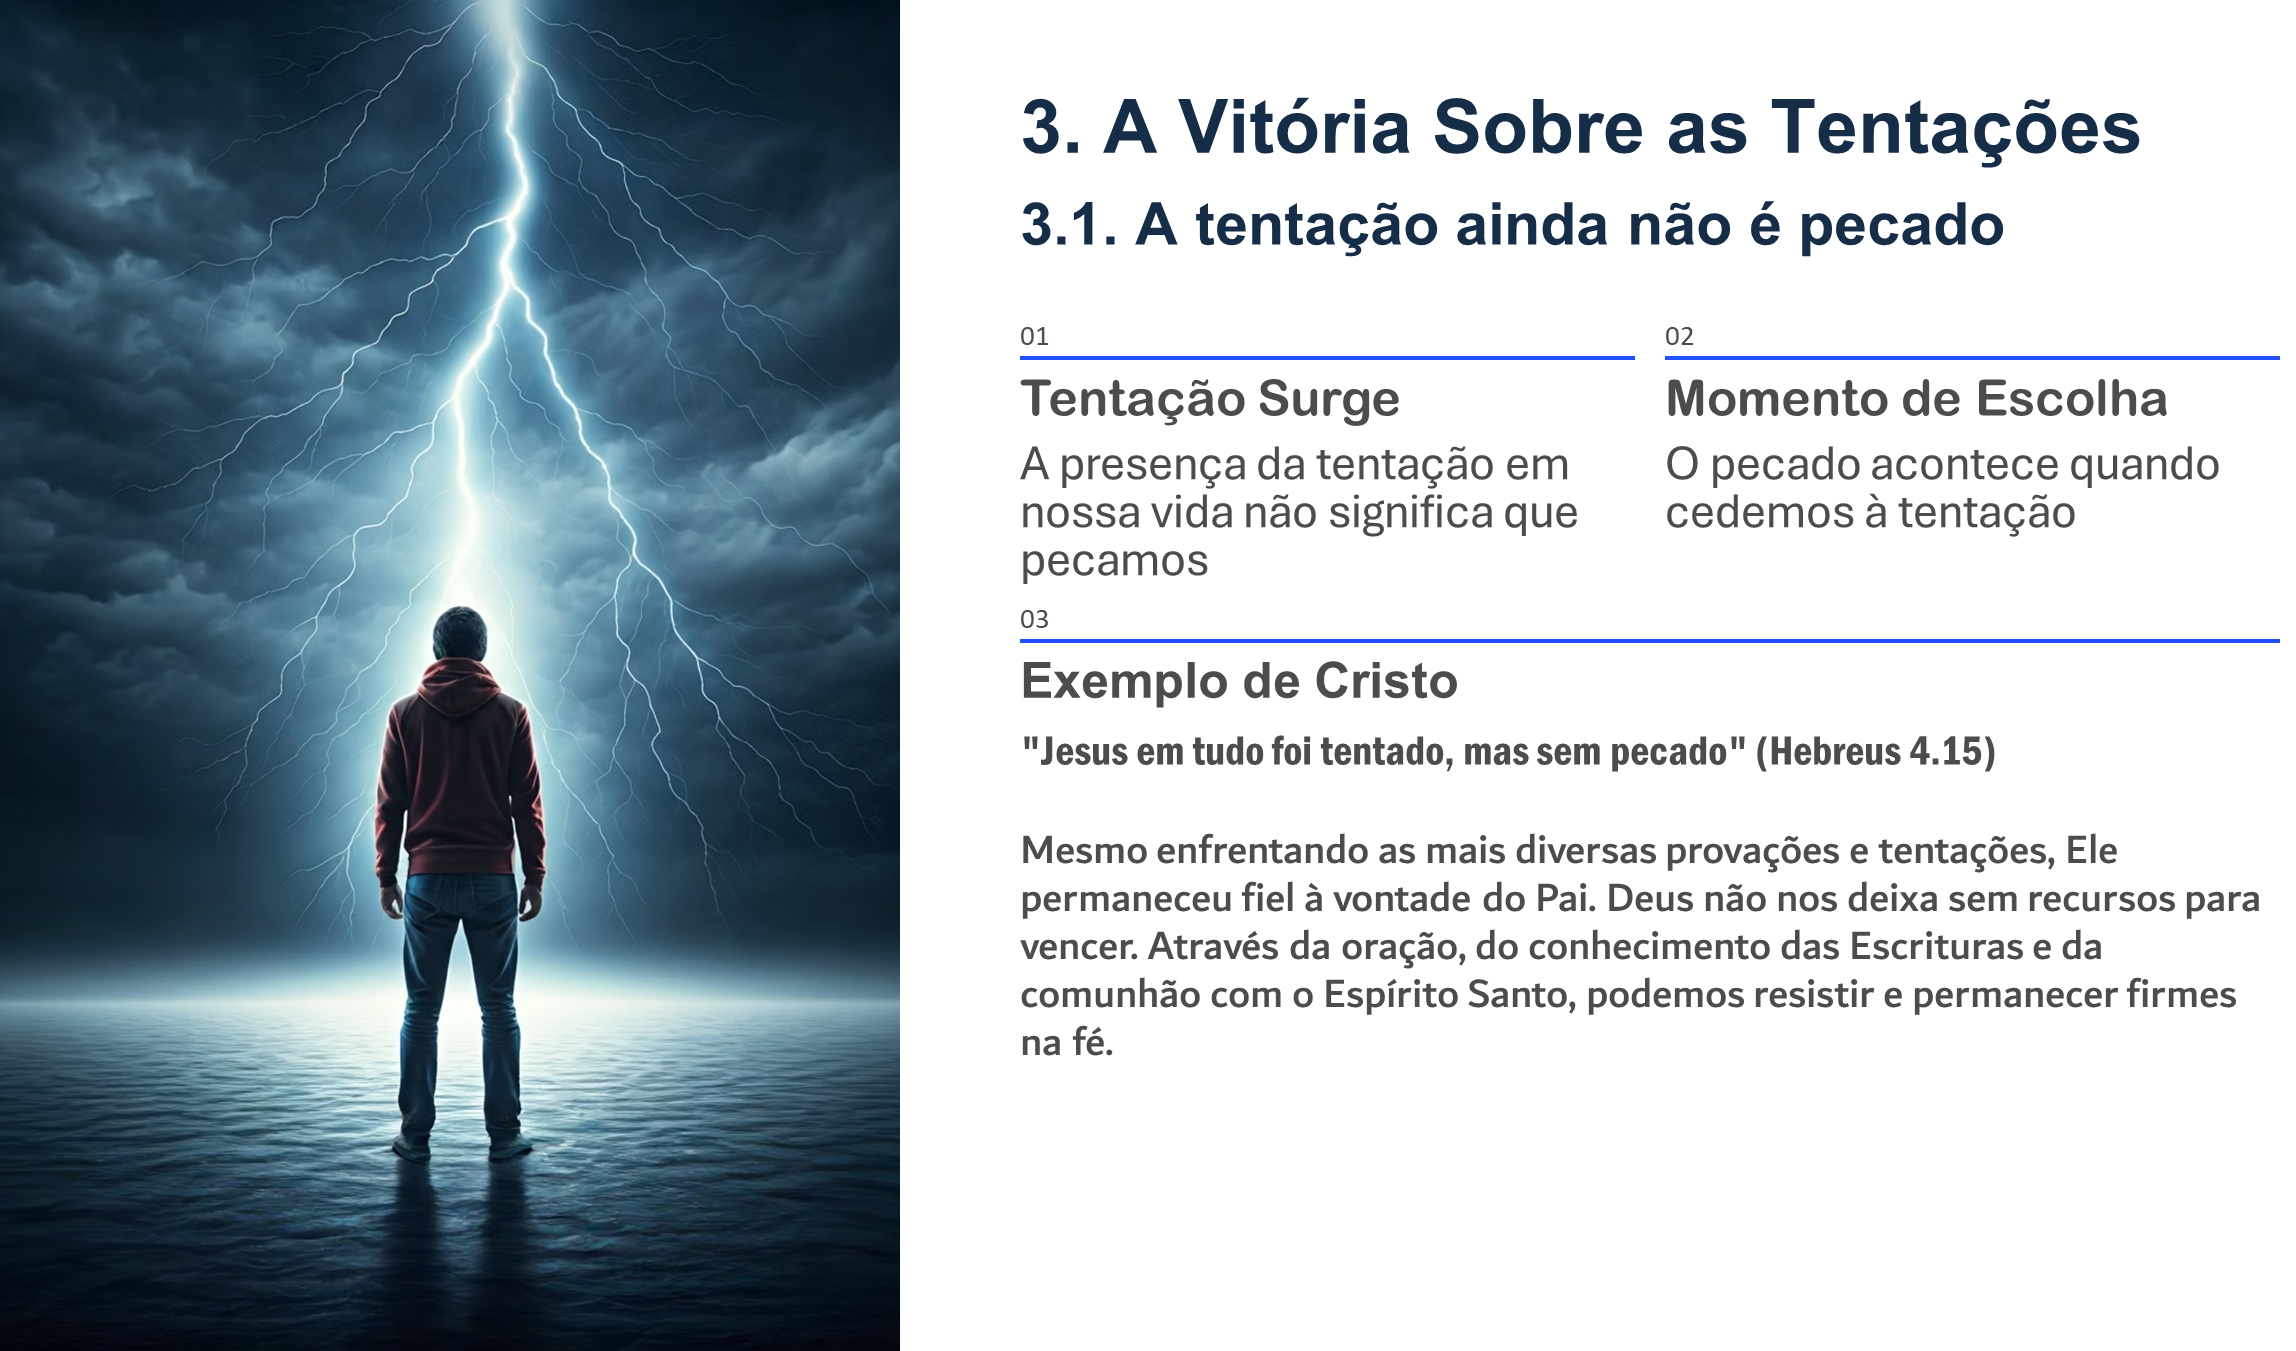 3. A Vitória Sobre as Tentações
3.1. A tentação ainda não é pecado
01
Tentação Surge
A presença da tentação em
nossa vida não significa que
pecamos
02
Momento de Escolha
O pecado acontece quando
cedemos à tentação
03
Exemplo de Cristo
"Jesus em tudo foi tentado, mas sem pecado" (Hebreus 4.15)
Mesmo enfrentando as mais diversas provações e tentações, Ele
permaneceu fiel à vontade do Pai. Deus não nos deixa sem recursos para
vencer. Através da oração, do conhecimento das Escrituras e da
comunhão com o Espírito Santo, podemos resistir e permanecer firmes
na fé.